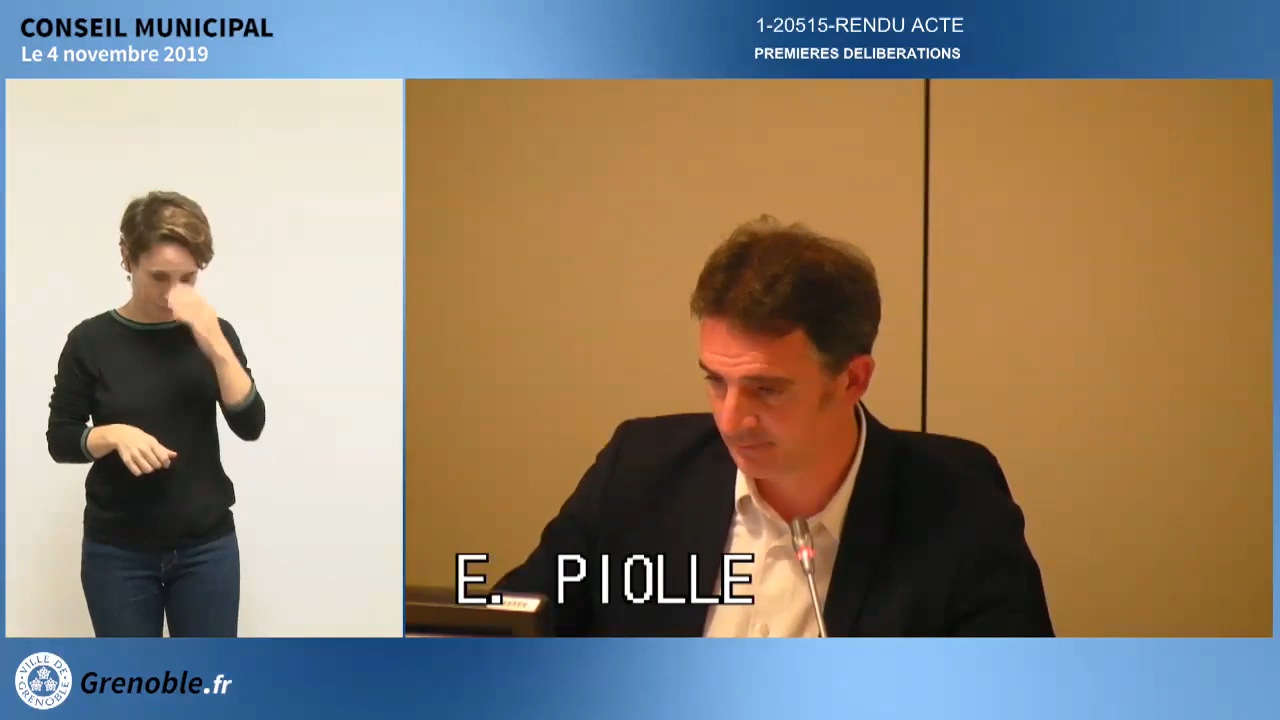 CONSEIL MUNICIPAL
Le 4 novembre 2019
1-20515-RENDU ACTE
PREMIERES DELIBERATIONS
E. PIOLLE
VILLE DE GRENOBLE
Grenoble.fr